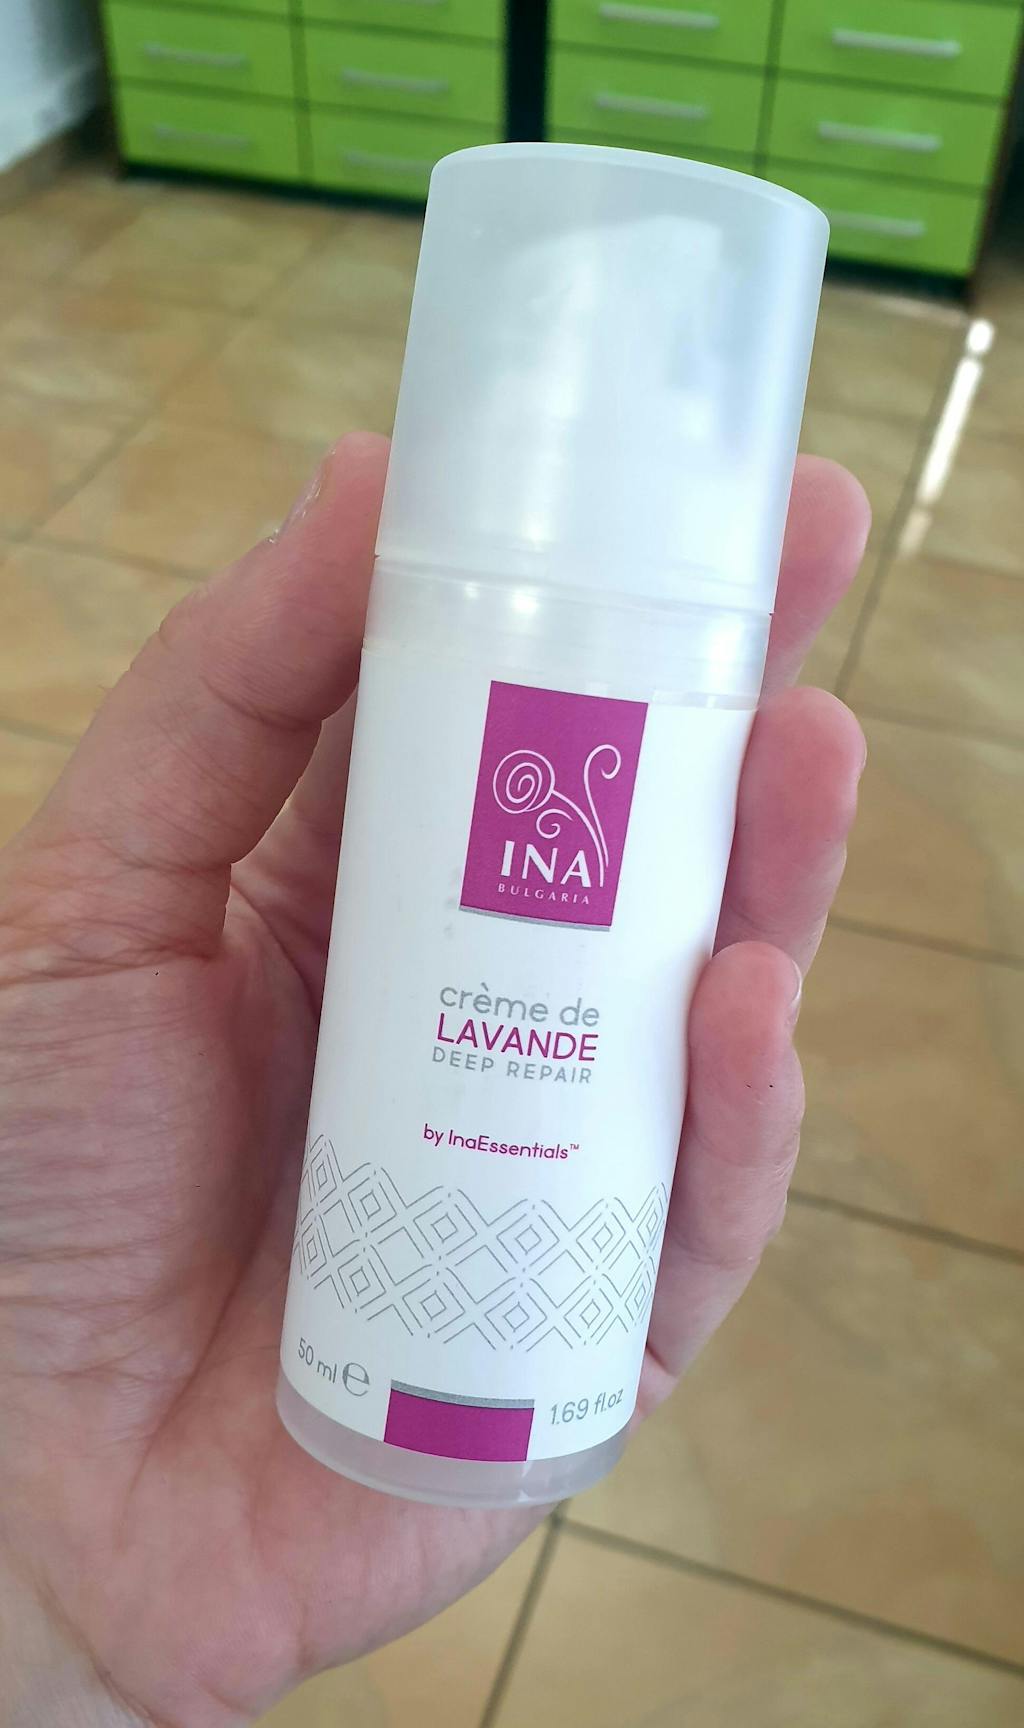 INA
BULGARIA
crème de
LAVANDE
DEEP REPAIR
by InaEssentials™
50 ml ℮
1.69 fl.oz